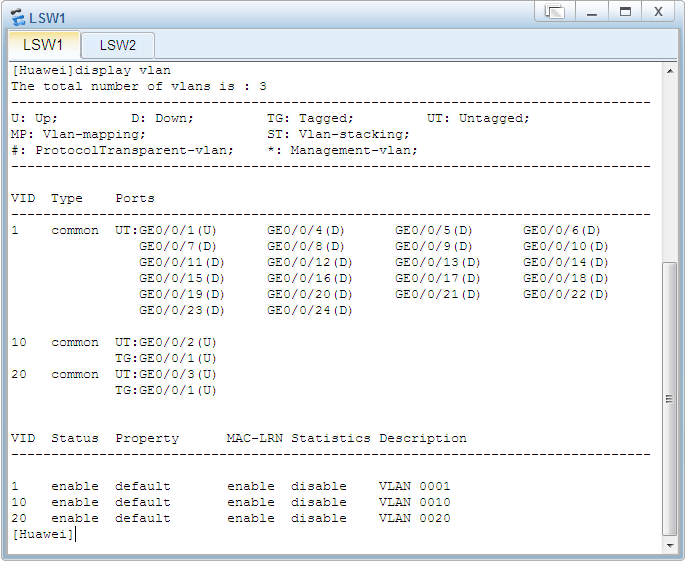 LSW1
LSW1 LSW2
[Huawei]display vlan
The total number of vlans is : 3
--------------------------------------------------------------------------------
U: Up;         D: Down;         TG: Tagged;         UT: Untagged;
MP: Vlan-mapping;               ST: Vlan-stacking;
#: ProtocolTransparent-vlan;    *: Management-vlan;
--------------------------------------------------------------------------------
VID  Type    Ports
--------------------------------------------------------------------------------
1    common  UT:GE0/0/1(U)      GE0/0/4(D)      GE0/0/5(D)      GE0/0/6(D)
                GE0/0/7(D)      GE0/0/8(D)      GE0/0/9(D)      GE0/0/10(D)
                GE0/0/11(D)     GE0/0/12(D)     GE0/0/13(D)     GE0/0/14(D)
                GE0/0/15(D)     GE0/0/16(D)     GE0/0/17(D)     GE0/0/18(D)
                GE0/0/19(D)     GE0/0/20(D)     GE0/0/21(D)     GE0/0/22(D)
                GE0/0/23(D)     GE0/0/24(D)
10   common  UT:GE0/0/2(U)
             TG:GE0/0/1(U)
20   common  UT:GE0/0/3(U)
             TG:GE0/0/1(U)
VID  Status  Property      MAC-LRN Statistics Description
--------------------------------------------------------------------------------
1    enable  default       enable  disable    VLAN 0001
10   enable  default       enable  disable    VLAN 0010
20   enable  default       enable  disable    VLAN 0020
[Huawei]